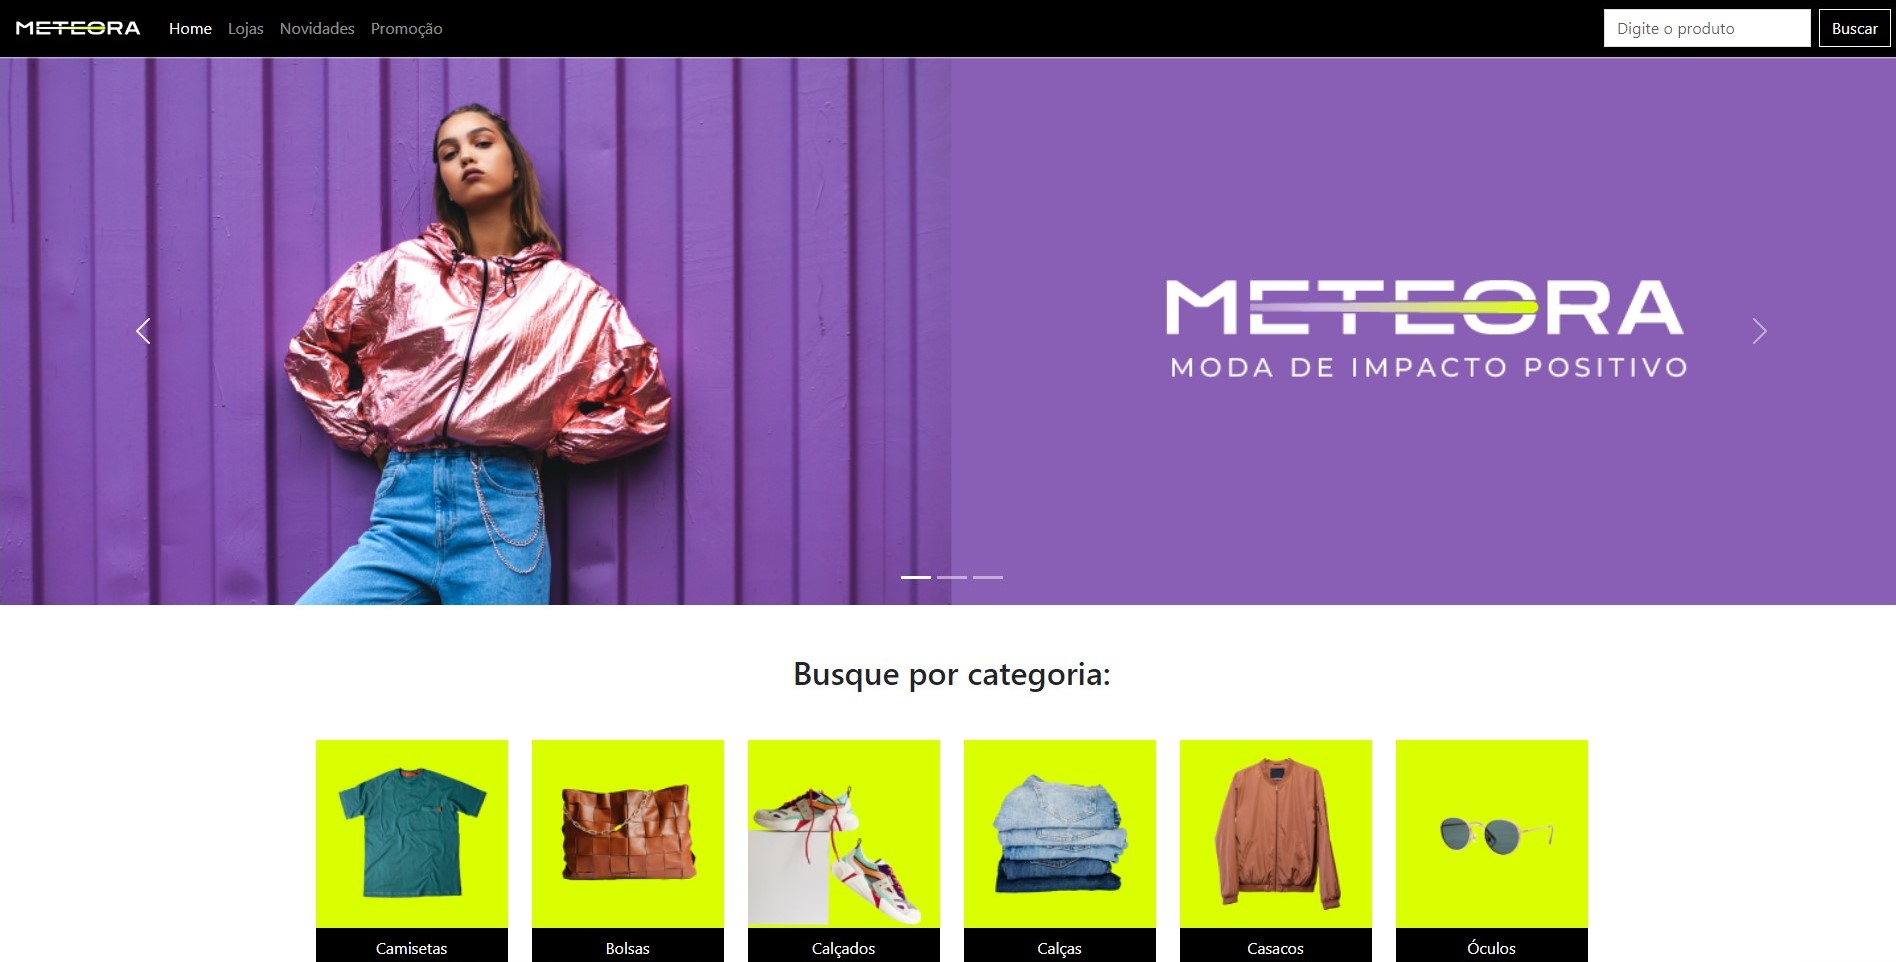 METEORA Home Lojas Novidades Promoção Digite o produto Buscar
METEORA
MODA DE IMPACTO POSITIVO
Busque por categoria:
Camisetas Bolsas Calçados Calças Casacos Óculos